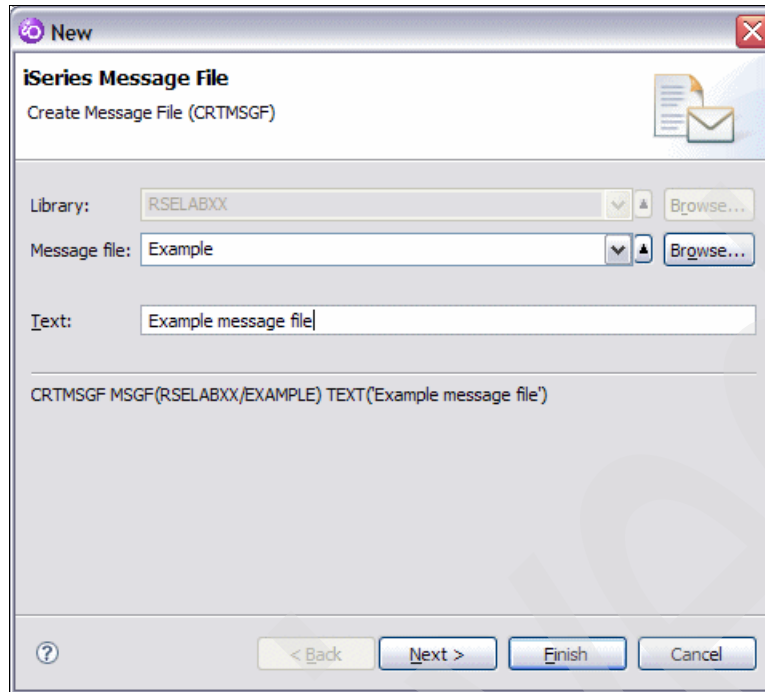 New
iSeries Message File
Create Message File (CRTMSGF)
Library: RSELABXX Browse...
Message file: Example Browse...
Text: Example message file
CRTMSGF MSGF(RSELABXX/EXAMPLE) TEXT('Example message file')
? < Back Next > Finish Cancel